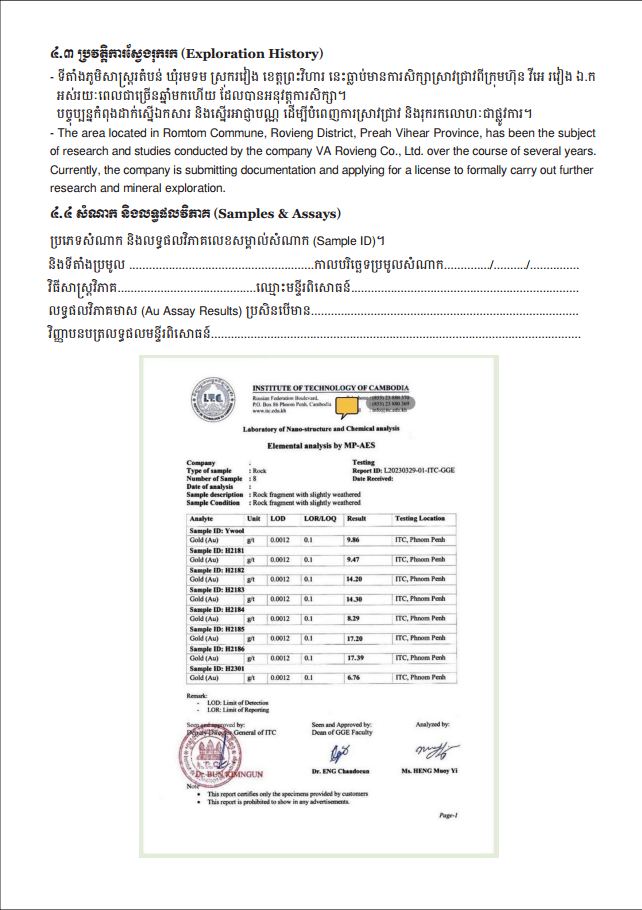 ៤.៣ ប្រវត្តិការស្វែងរុករក (Exploration History)
- ទីតាំងភូមិសាស្ត្រតំបន់ ឃុំរមទម ស្រុករវៀង ខេត្តព្រះវិហារ នេះធ្លាប់មានការសិក្សាស្រាវជ្រាវពីក្រុមហ៊ុន វីអេ រវៀង ឯ.ក
អស់រយៈពេលជាច្រើនឆ្នាំមកហើយ ដែលបានអនុវត្តការសិក្សា។
បច្ចុប្បន្នកំពុងដាក់ស្នើឯកសារ និងស្នើរអាជ្ញាបណ្ណ ដើម្បីបំពេញការស្រាវជ្រាវ និងរុករកលោហៈជាផ្លូវការ។
- The area located in Romtom Commune, Rovieng District, Preah Vihear Province, has been the subject
of research and studies conducted by the company VA Rovieng Co., Ltd. over the course of several years.
Currently, the company is submitting documentation and applying for a license to formally carry out further
research and mineral exploration.
៤.៤ សំណាក និងលទ្ធផលវិភាគ (Samples & Assays)
ប្រភេទសំណាក និងលទ្ធផលវិភាគលេខសម្គាល់សំណាក (Sample ID)។
និងទីតាំងប្រមូល ........................................................កាលបរិច្ឆេទប្រមូលសំណាក............../........../...............
វិធីសាស្ត្រវិភាគ..........................................ឈ្មោះមន្ទីរពិសោធន៍.....................................................................
លទ្ធផលវិភាគមាស (Au Assay Results) ប្រសិនបើមាន.................................................................................
វិញ្ញាបនបត្រលទ្ធផលមន្ទីរពិសោធន៍................................................................................................................
INSTITUTE OF TECHNOLOGY OF CAMBODIA
Russian Federation Boulevard,
P.O. Box 86 Phnom Penh, Cambodia
www.itc.edu.kh
I.T.C.
Laboratory of Nano-structure and Chemical analysis
Elemental analysis by MP-AES
Company : Testing
Type of sample : Rock Report ID: L20230329-01-ITC-GGE
Number of Sample : 8 Date Received:
Date of analysis :
Sample description : Rock fragment with slightly weathered
Sample Condition : Rock fragment with slightly weathered
Analyte Unit LOD LOR/LOQ Result Testing Location
Sample ID: Ywool
Gold (Au) g/t 0.0012 0.1 9.86 ITC, Phnom Penh
Sample ID: H2181
Gold (Au) g/t 0.0012 0.1 9.47 ITC, Phnom Penh
Sample ID: H2182
Gold (Au) g/t 0.0012 0.1 14.20 ITC, Phnom Penh
Sample ID: H2183
Gold (Au) g/t 0.0012 0.1 14.30 ITC, Phnom Penh
Sample ID: H2184
Gold (Au) g/t 0.0012 0.1 8.29 ITC, Phnom Penh
Sample ID: H2185
Gold (Au) g/t 0.0012 0.1 17.20 ITC, Phnom Penh
Sample ID: H2186
Gold (Au) g/t 0.0012 0.1 17.39 ITC, Phnom Penh
Sample ID: H2301
Gold (Au) g/t 0.0012 0.1 6.76 ITC, Phnom Penh
Remark:
- LOD: Limit of Detection
- LOR: Limit of Reporting
Seen and approved by: Seen and Approved by: Analyzed by:
Deputy Director General of ITC Dean of GGE Faculty
Dr. BUN KIMNGUN Dr. ENG Chandoeun Ms. HENG Muoy Yi
Note
• This report certifies only the specimens provided by customers
• This report is prohibited to show in any advertisements.
Page-1